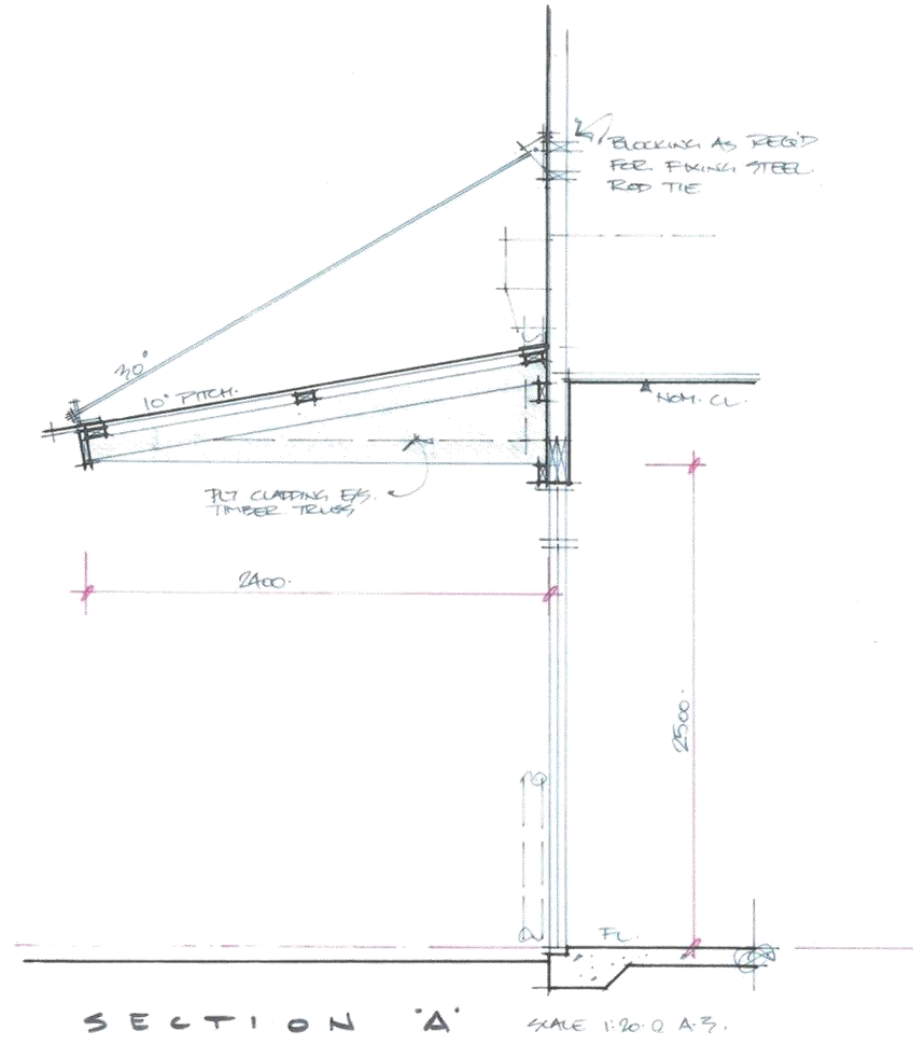 BLOCKING AS REQ'D
FOR FIXING STEEL
ROD TIE
30°
10° PITCH.
NOM. CL.
PLY CLADDING E/S.
TIMBER TRUSS
2400.
2500.
FL.
SECTION 'A'
SCALE 1:20 @ A.3.